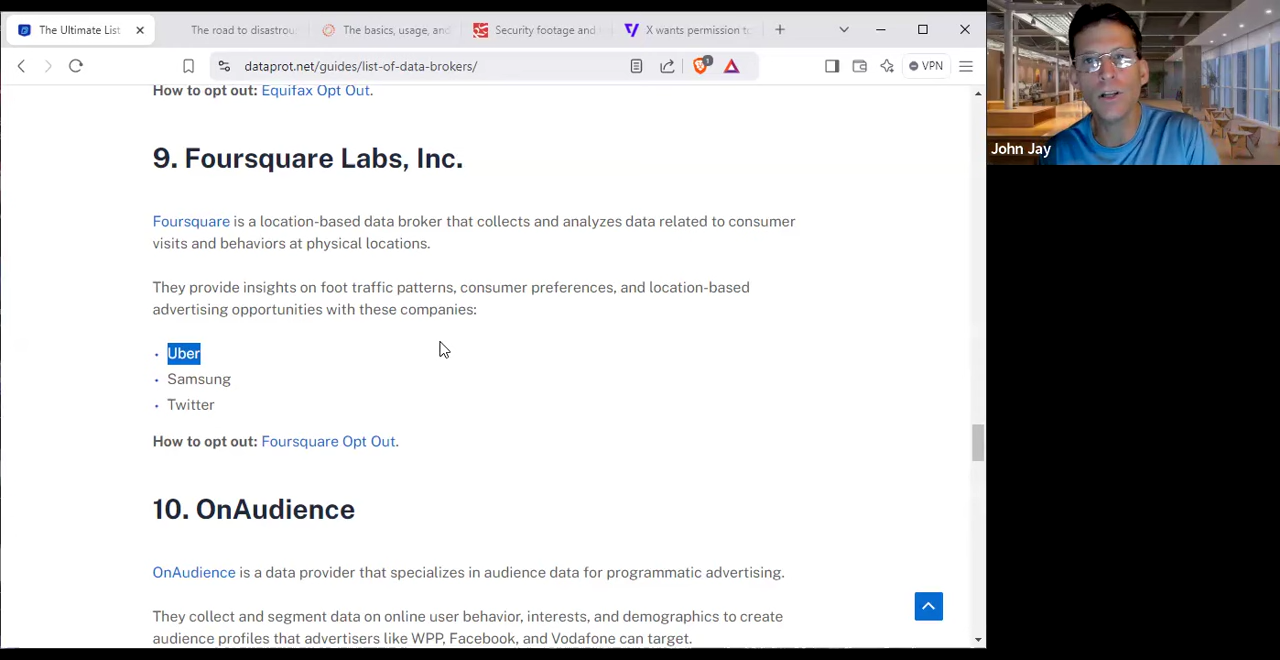 The Ultimate List
The road to disastrou
The basics, usage, an
Security footage and
X wants permission to
dataprot.net/guides/list-of-data-brokers/
1
VPN
John Jay
How to opt out: Equifax Opt Out.
9. Foursquare Labs, Inc.
Foursquare is a location-based data broker that collects and analyzes data related to consumer
visits and behaviors at physical locations.
They provide insights on foot traffic patterns, consumer preferences, and location-based
advertising opportunities with these companies:
• Uber
• Samsung
• Twitter
How to opt out: Foursquare Opt Out.
10. OnAudience
OnAudience is a data provider that specializes in audience data for programmatic advertising.
They collect and segment data on online user behavior, interests, and demographics to create
audience profiles that advertisers like WPP, Facebook, and Vodafone can target.